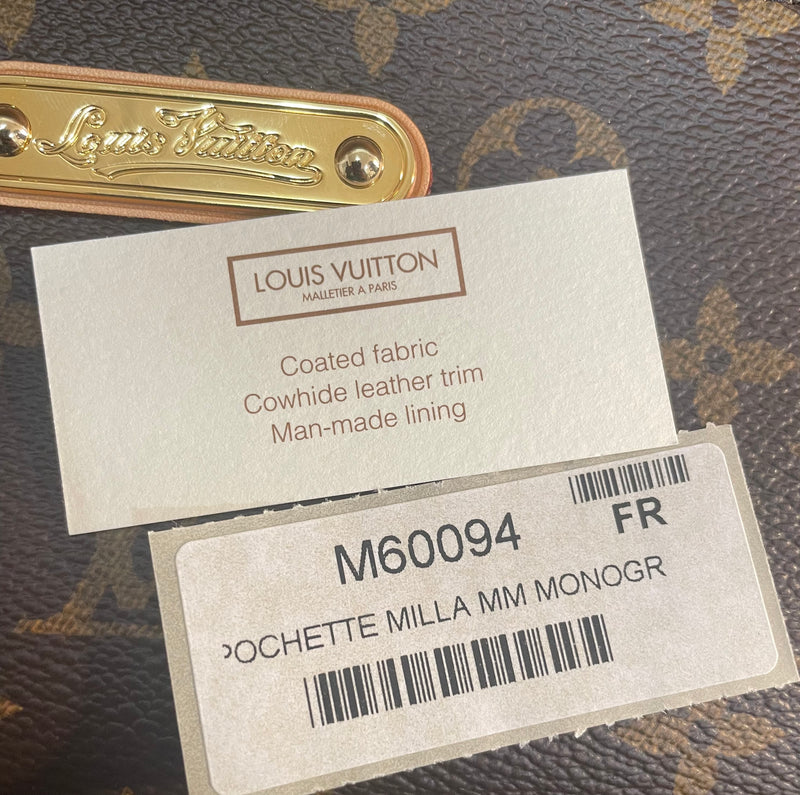 Louis Vuitton
LOUIS VUITTON
MALLETIER A PARIS
Coated fabric
Cowhide leather trim
Man-made lining
FR
M60094
POCHETTE MILLA MM MONOGR